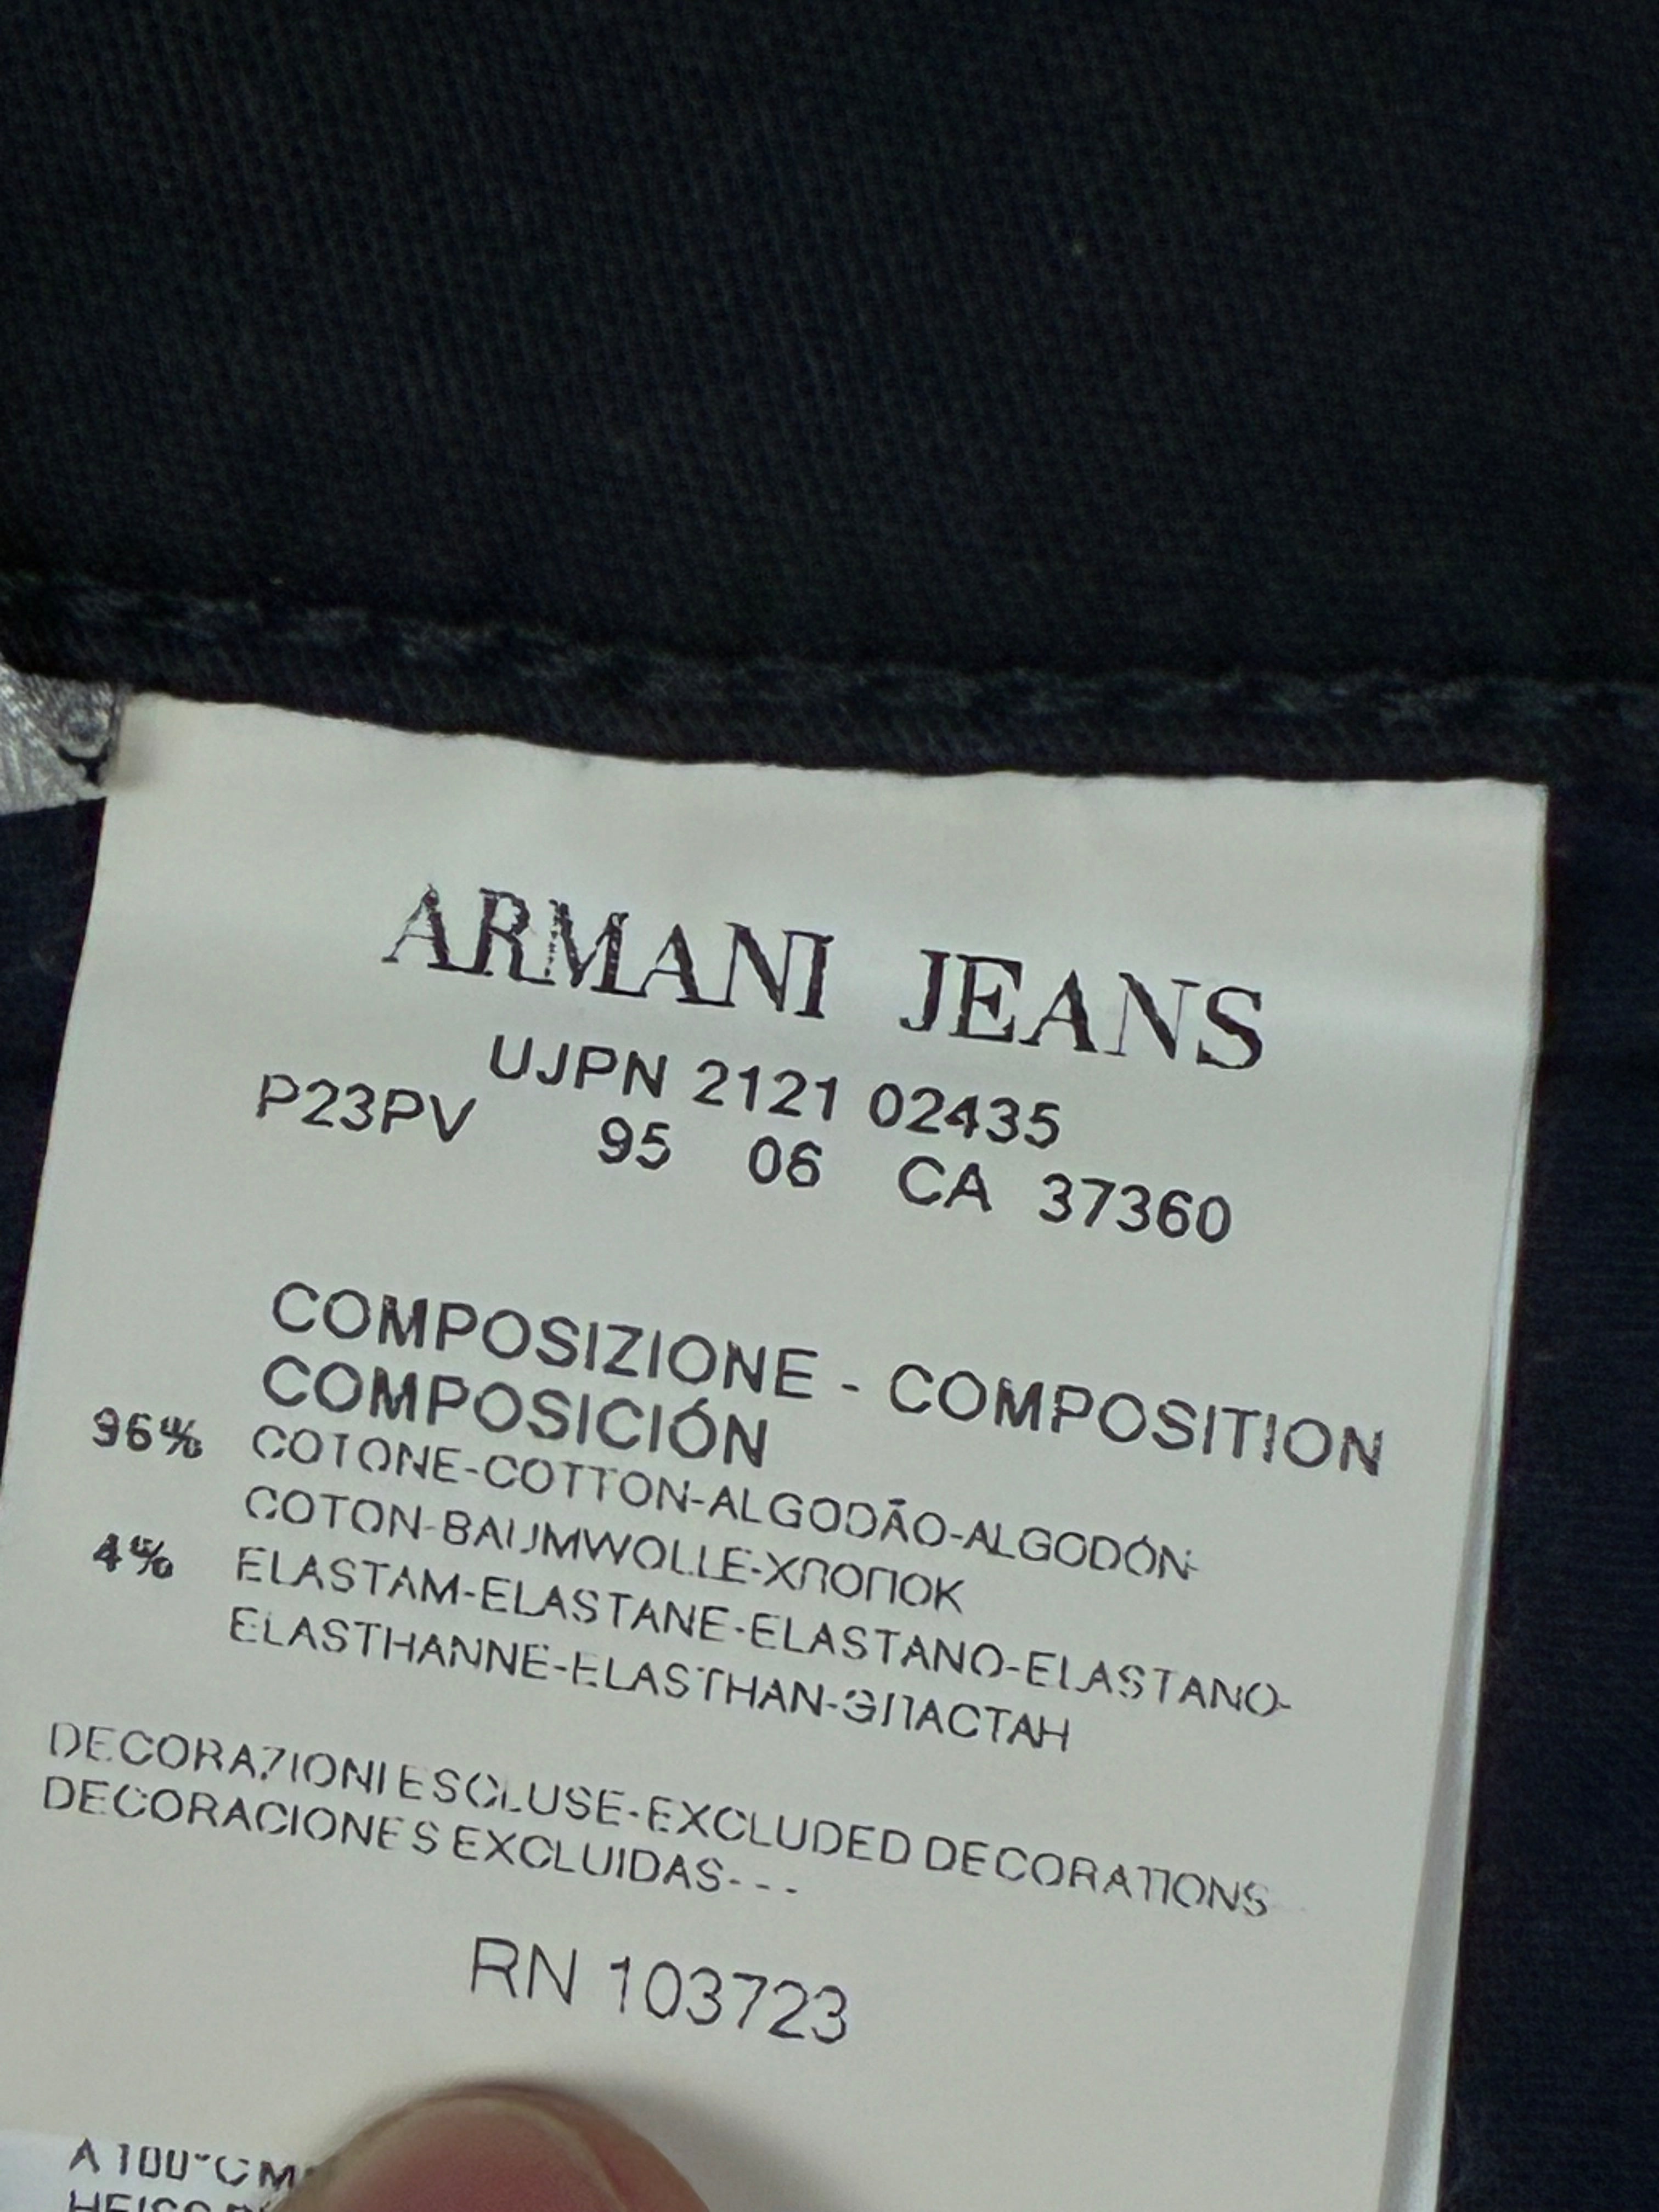 ARMANI JEANS
UJPN 2121 02435
P23PV 95 06 CA 37360
COMPOSIZIONE - COMPOSITION
COMPOSICIÓN
96% COTONE-COTTON-ALGODÃO-ALGODÓN-
COTON-BAUMWOLLE-ХЛОПОК
4% ELASTAM-ELASTANE-ELASTANO-ELASTANO-
ELASTHANNE-ELASTHAN-ЭЛАСТАН
DECORAZIONI ESCLUSE-EXCLUDED DECORATIONS
DECORACIONES EXCLUIDAS---
RN 103723
A 100°C